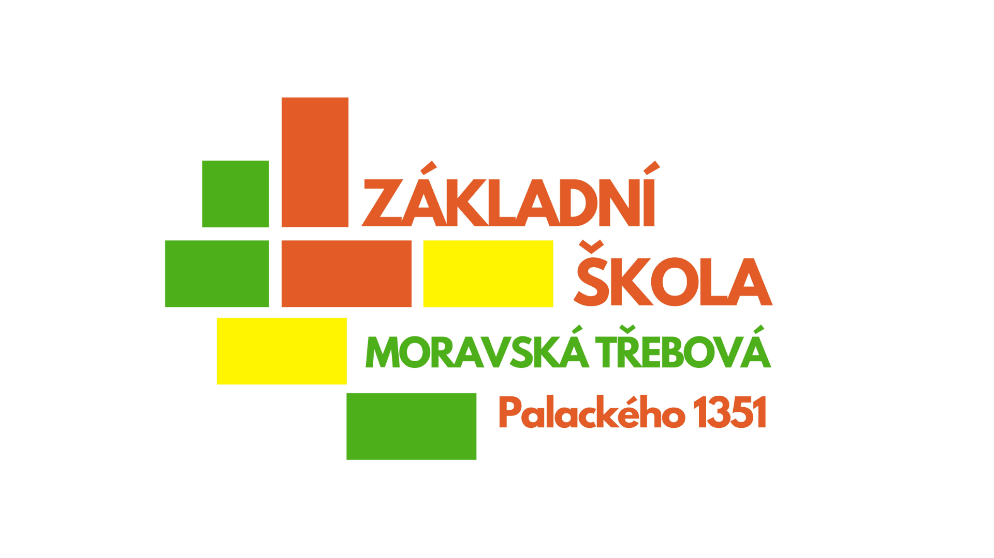 ZÁKLADNÍ
ŠKOLA
MORAVSKÁ TŘEBOVÁ
Palackého 1351